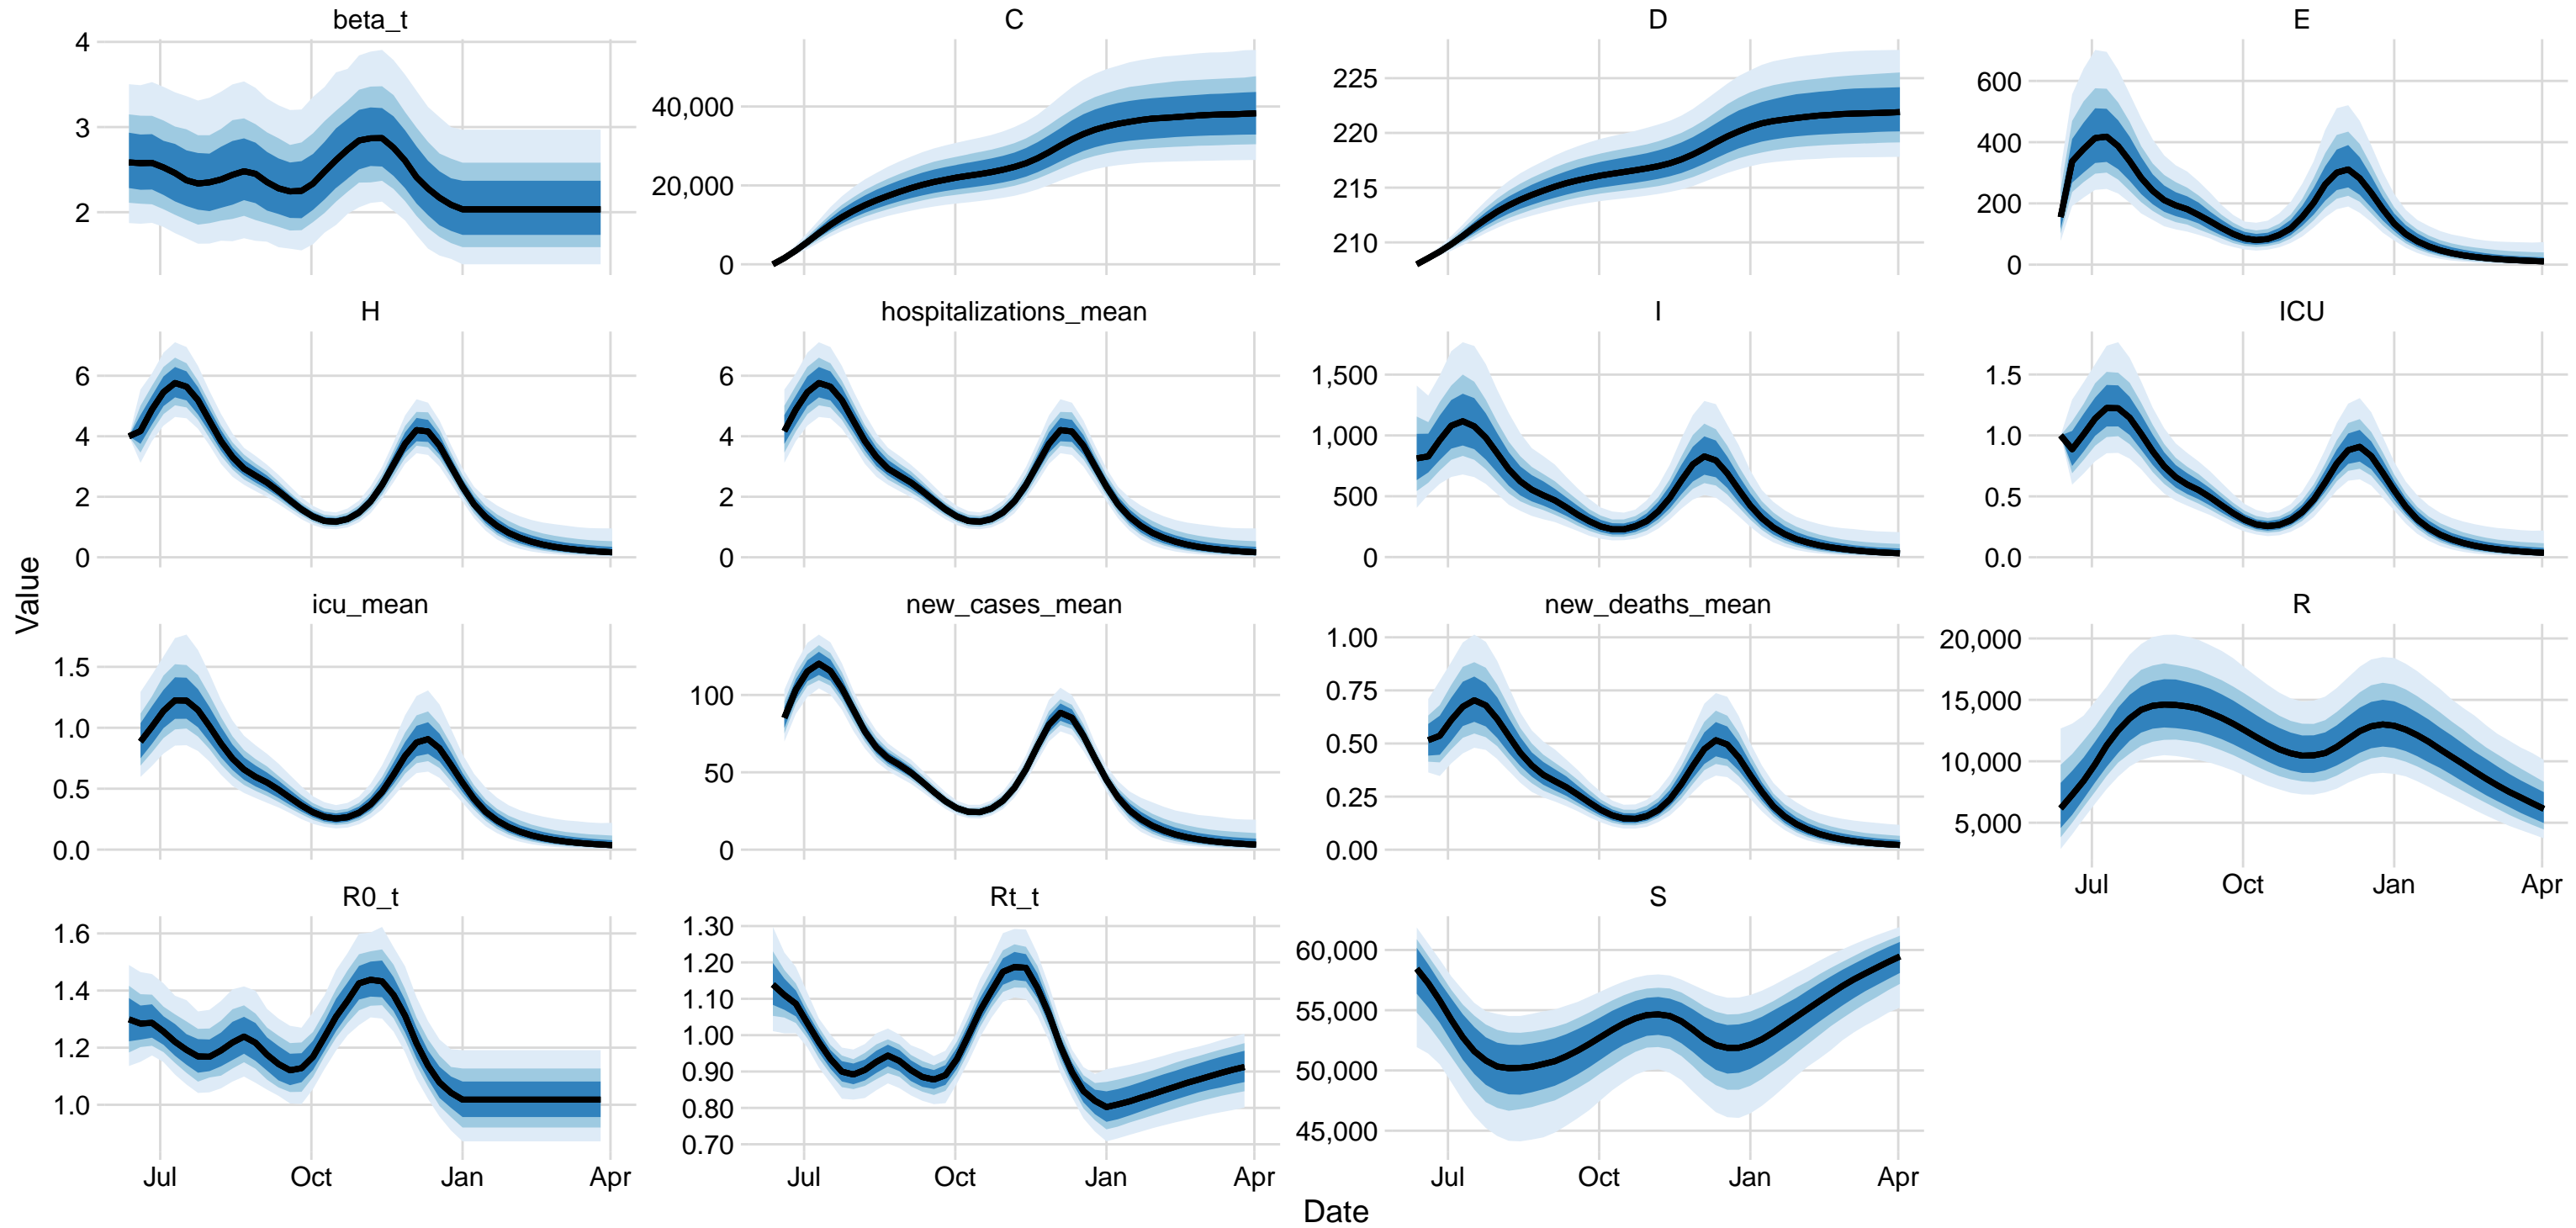 beta_t
4
3
2
C
40,000
20,000
0
D
225
220
215
210
E
600
400
200
0
H
6
4
2
0
hospitalizations_mean
6
4
2
0
I
1,500
1,000
500
0
ICU
1.5
1.0
0.5
0.0
Value
icu_mean
1.5
1.0
0.5
0.0
new_cases_mean
100
50
0
new_deaths_mean
1.00
0.75
0.50
0.25
0.00
R
20,000
15,000
10,000
5,000
Jul Oct Jan Apr
R0_t
1.6
1.4
1.2
1.0
Jul Oct Jan Apr
Rt_t
1.30
1.20
1.10
1.00
0.90
0.80
0.70
Jul Oct Jan Apr
S
60,000
55,000
50,000
45,000
Jul Oct Jan Apr
Date